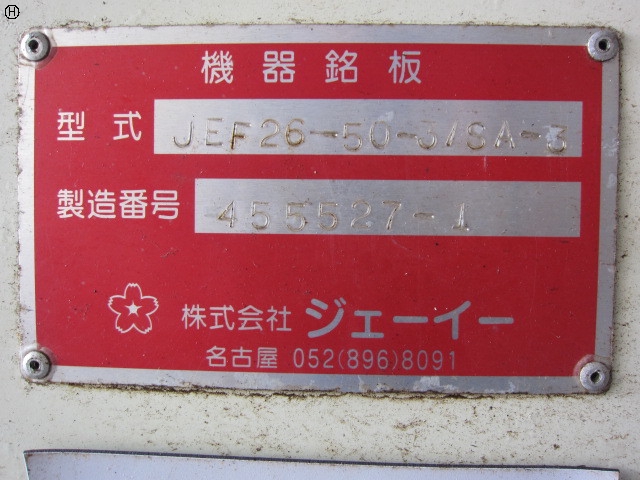 H
機器銘板
型式 JEF26-50-3/SA-3
製造番号 455527-1
株式会社 ジェーイー
名古屋 052(896)8091